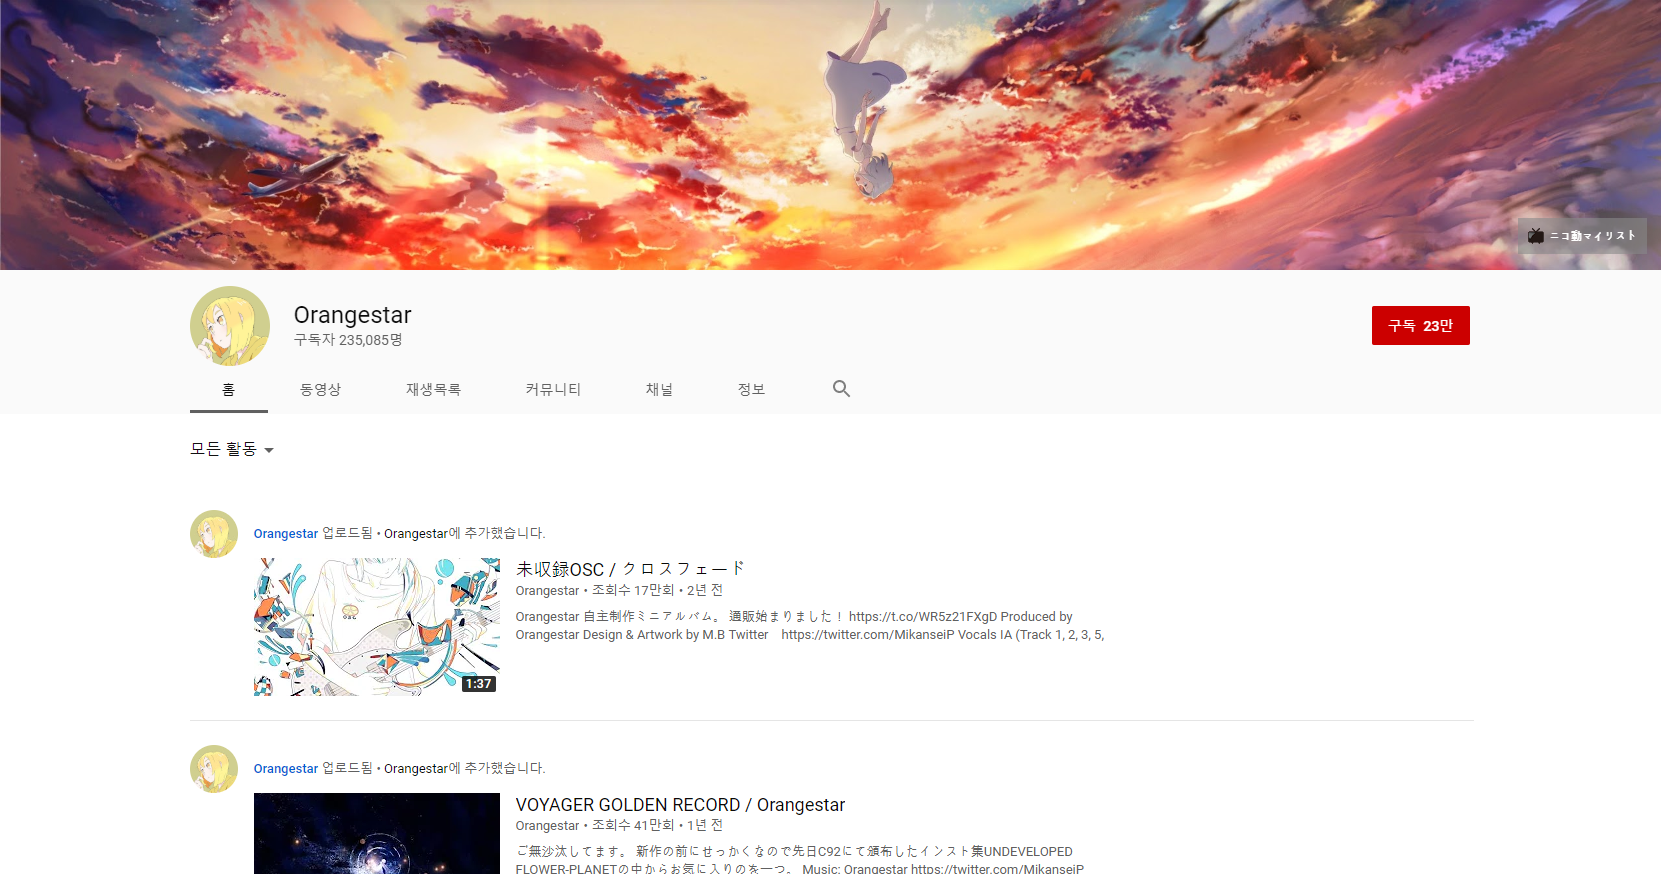 ニコ動マイリスト
Orangestar
구독자 235,085명
구독 23만
홈 동영상 재생목록 커뮤니티 채널 정보
모든 활동
Orangestar 업로드됨 • Orangestar에 추가했습니다.
未収録OSC / クロスフェード
Orangestar • 조회수 17만회 • 2년 전
Orangestar 自主制作ミニアルバム。 通販始まりました！ https://t.co/WR5z21FXgD Produced by
Orangestar Design & Artwork by M.B Twitter　https://twitter.com/MikanseiP Vocals IA (Track 1, 2, 3, 5,
1:37
Orangestar 업로드됨 • Orangestar에 추가했습니다.
VOYAGER GOLDEN RECORD / Orangestar
Orangestar • 조회수 41만회 • 1년 전
ご無沙汰してます。 新作の前にせっかくなので先日C92にて頒布したインスト集UNDEVELOPED
FLOWER-PLANETの中からお気に入りのを一つ。 Music: Orangestar https://twitter.com/MikanseiP